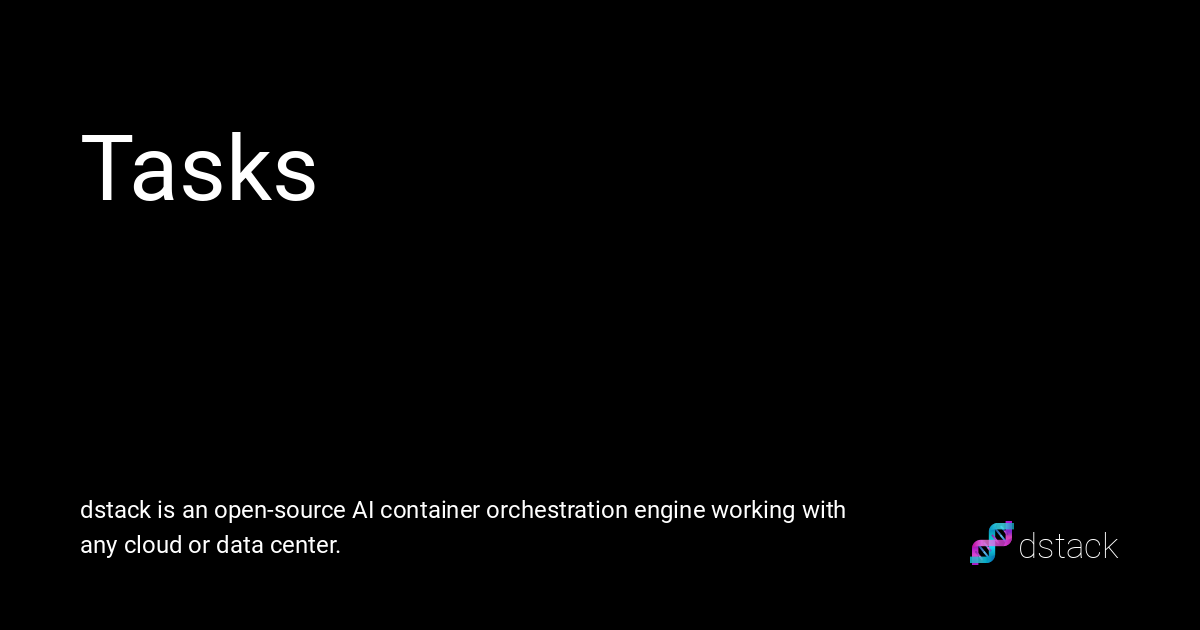 Tasks
dstack is an open-source AI container orchestration engine working with
any cloud or data center.
dstack